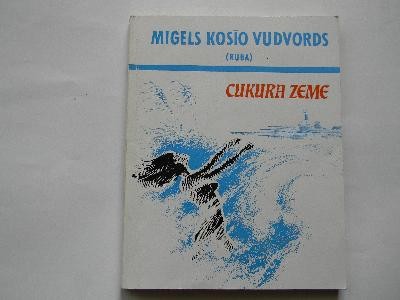 MIGELS KOSĪO VUDVORDS
(KUBA)
CUKURA ZEME